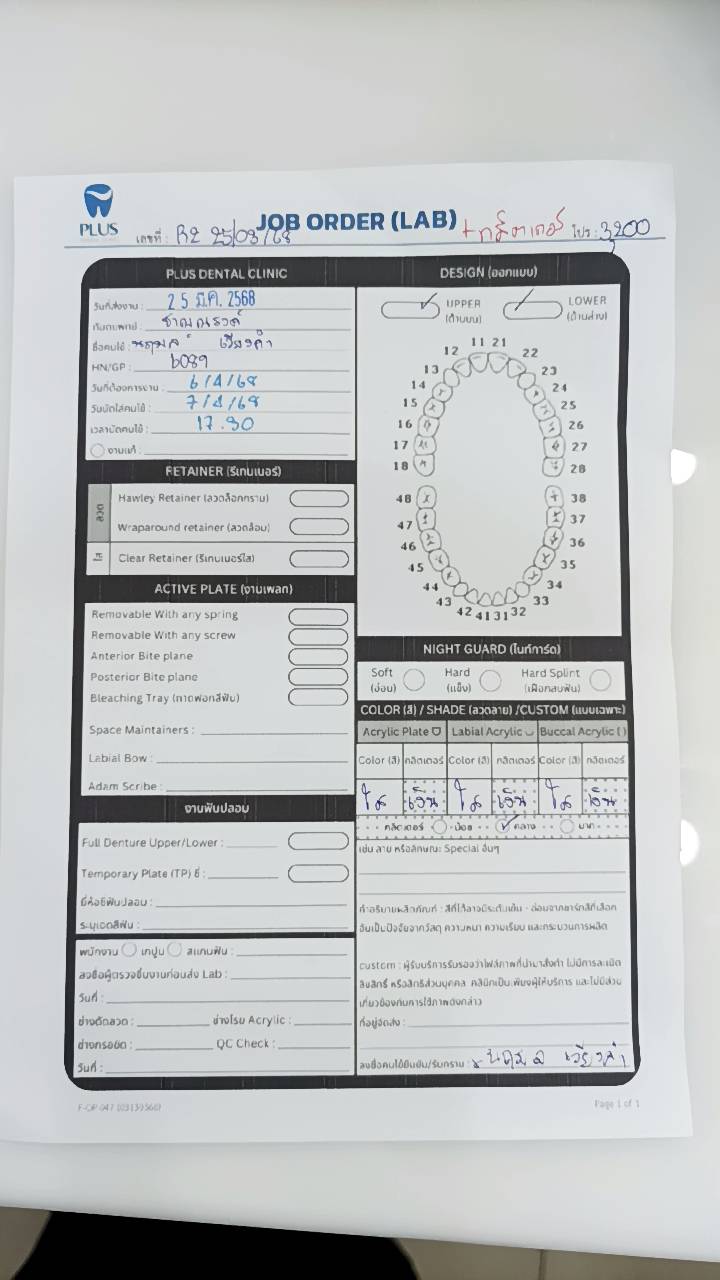 PLUS
JOB ORDER (LAB)
+ กลิตเตอร์
เลขที่ : R2 25/03/68
โปร : 3,200
PLUS DENTAL CLINIC
วันที่ส่งงาน : 25 มี.ค. 2568
ทันตแพทย์ :
ชื่อคนไข้ : นฤมล เวียงคำ
HN/GP : 6089
วันที่ต้องการงาน : 6/4/68
วันนัดใส่คนไข้ : 7/4/68
เวลานัดคนไข้ : 17.30
งานแก้ :
RETAINER (รีเทนเนอร์)
ลวด
Hawley Retainer (ลวดล็อกกราม)
Wraparound retainer (ลวดล้อม)
ใส
Clear Retainer (รีเทนเนอร์ใส)
ACTIVE PLATE (งานเพลท)
Removable With any spring
Removable With any screw
Anterior Bite plane
Posterior Bite plane
Bleaching Tray (ถาดฟอกสีฟัน)
Space Maintainers :
Labial Bow :
Adam Scribe :
งานฟันปลอม
Full Denture Upper/Lower :
Temporary Plate (TP) ซี่ :
ยี่ห้อซี่ฟันปลอม :
ระบุเฉดสีฟัน :
พนักงาน เทปูน สแกนฟัน :
ลงชื่อผู้ตรวจชิ้นงานก่อนส่ง Lab :
วันที่ :
ช่างดัดลวด : ช่างโรย Acrylic :
ช่างกรอขัด : QC Check :
วันที่ :
DESIGN (ออกแบบ)
UPPER (ด้านบน)
LOWER (ด้านล่าง)
11 21
12 22
13 23
14 24
15 25
16 26
17 27
18 28
48 38
47 37
46 36
45 35
44 34
43 33
42 41 31 32
NIGHT GUARD (ไนท์การ์ด)
Soft (อ่อน)
Hard (แข็ง)
Hard Splint (เฝือกสบฟัน)
COLOR (สี) / SHADE (ลวดลาย) /CUSTOM (แบบเฉพาะ)
Acrylic Plate Labial Acrylic Buccal Acrylic ( )
Color (สี) กลิตเตอร์ Color (สี) กลิตเตอร์ Color (สี) กลิตเตอร์
ใส เงิน ใส เงิน ใส เงิน
กลิตเตอร์ น้อย กลาง มาก
เช่น ลาย หรือลักษณะ Special อื่นๆ
คำอธิบายผลิตภัณฑ์ : สีที่ได้อาจมีระดับเข้ม - อ่อนจากชาร์ทสีที่เลือก
อันเป็นปัจจัยจากวัสดุ ความหนา ความเรียบ และกระบวนการผลิต
custom : ผู้รับบริการรับรองว่าไฟล์ภาพที่นำมาสั่งทำ ไม่มีการละเมิด
ลิขสิทธิ์ หรือสิทธิส่วนบุคคล คลินิกเป็นเพียงผู้ให้บริการ และไม่มีส่วน
เกี่ยวข้องกับการใช้ภาพดังกล่าว
ที่อยู่จัดส่ง :
ลงชื่อคนไข้ยืนยัน/รับทราบ : x นฤมล เวียงคำ
Page 1 of 1